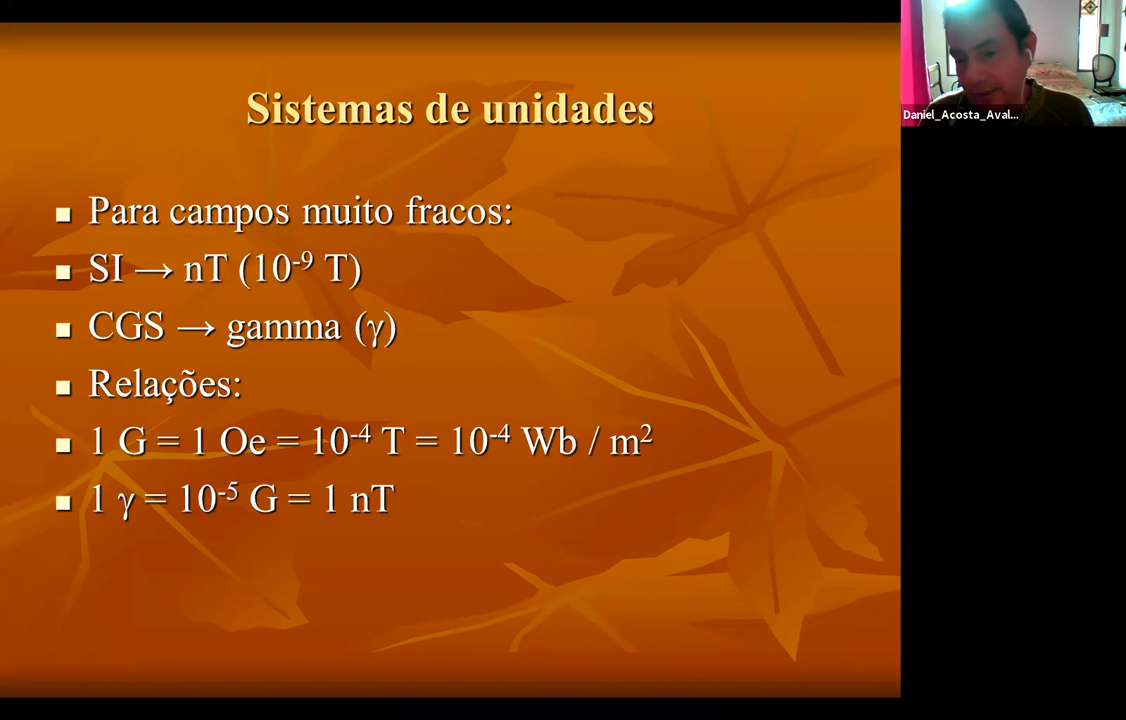 Sistemas de unidades
Para campos muito fracos:
SI → nT (10⁻⁹ T)
CGS → gamma (γ)
Relações:
1 G = 1 Oe = 10⁻⁴ T = 10⁻⁴ Wb / m²
1 γ = 10⁻⁵ G = 1 nT
Daniel_Acosta_Aval...